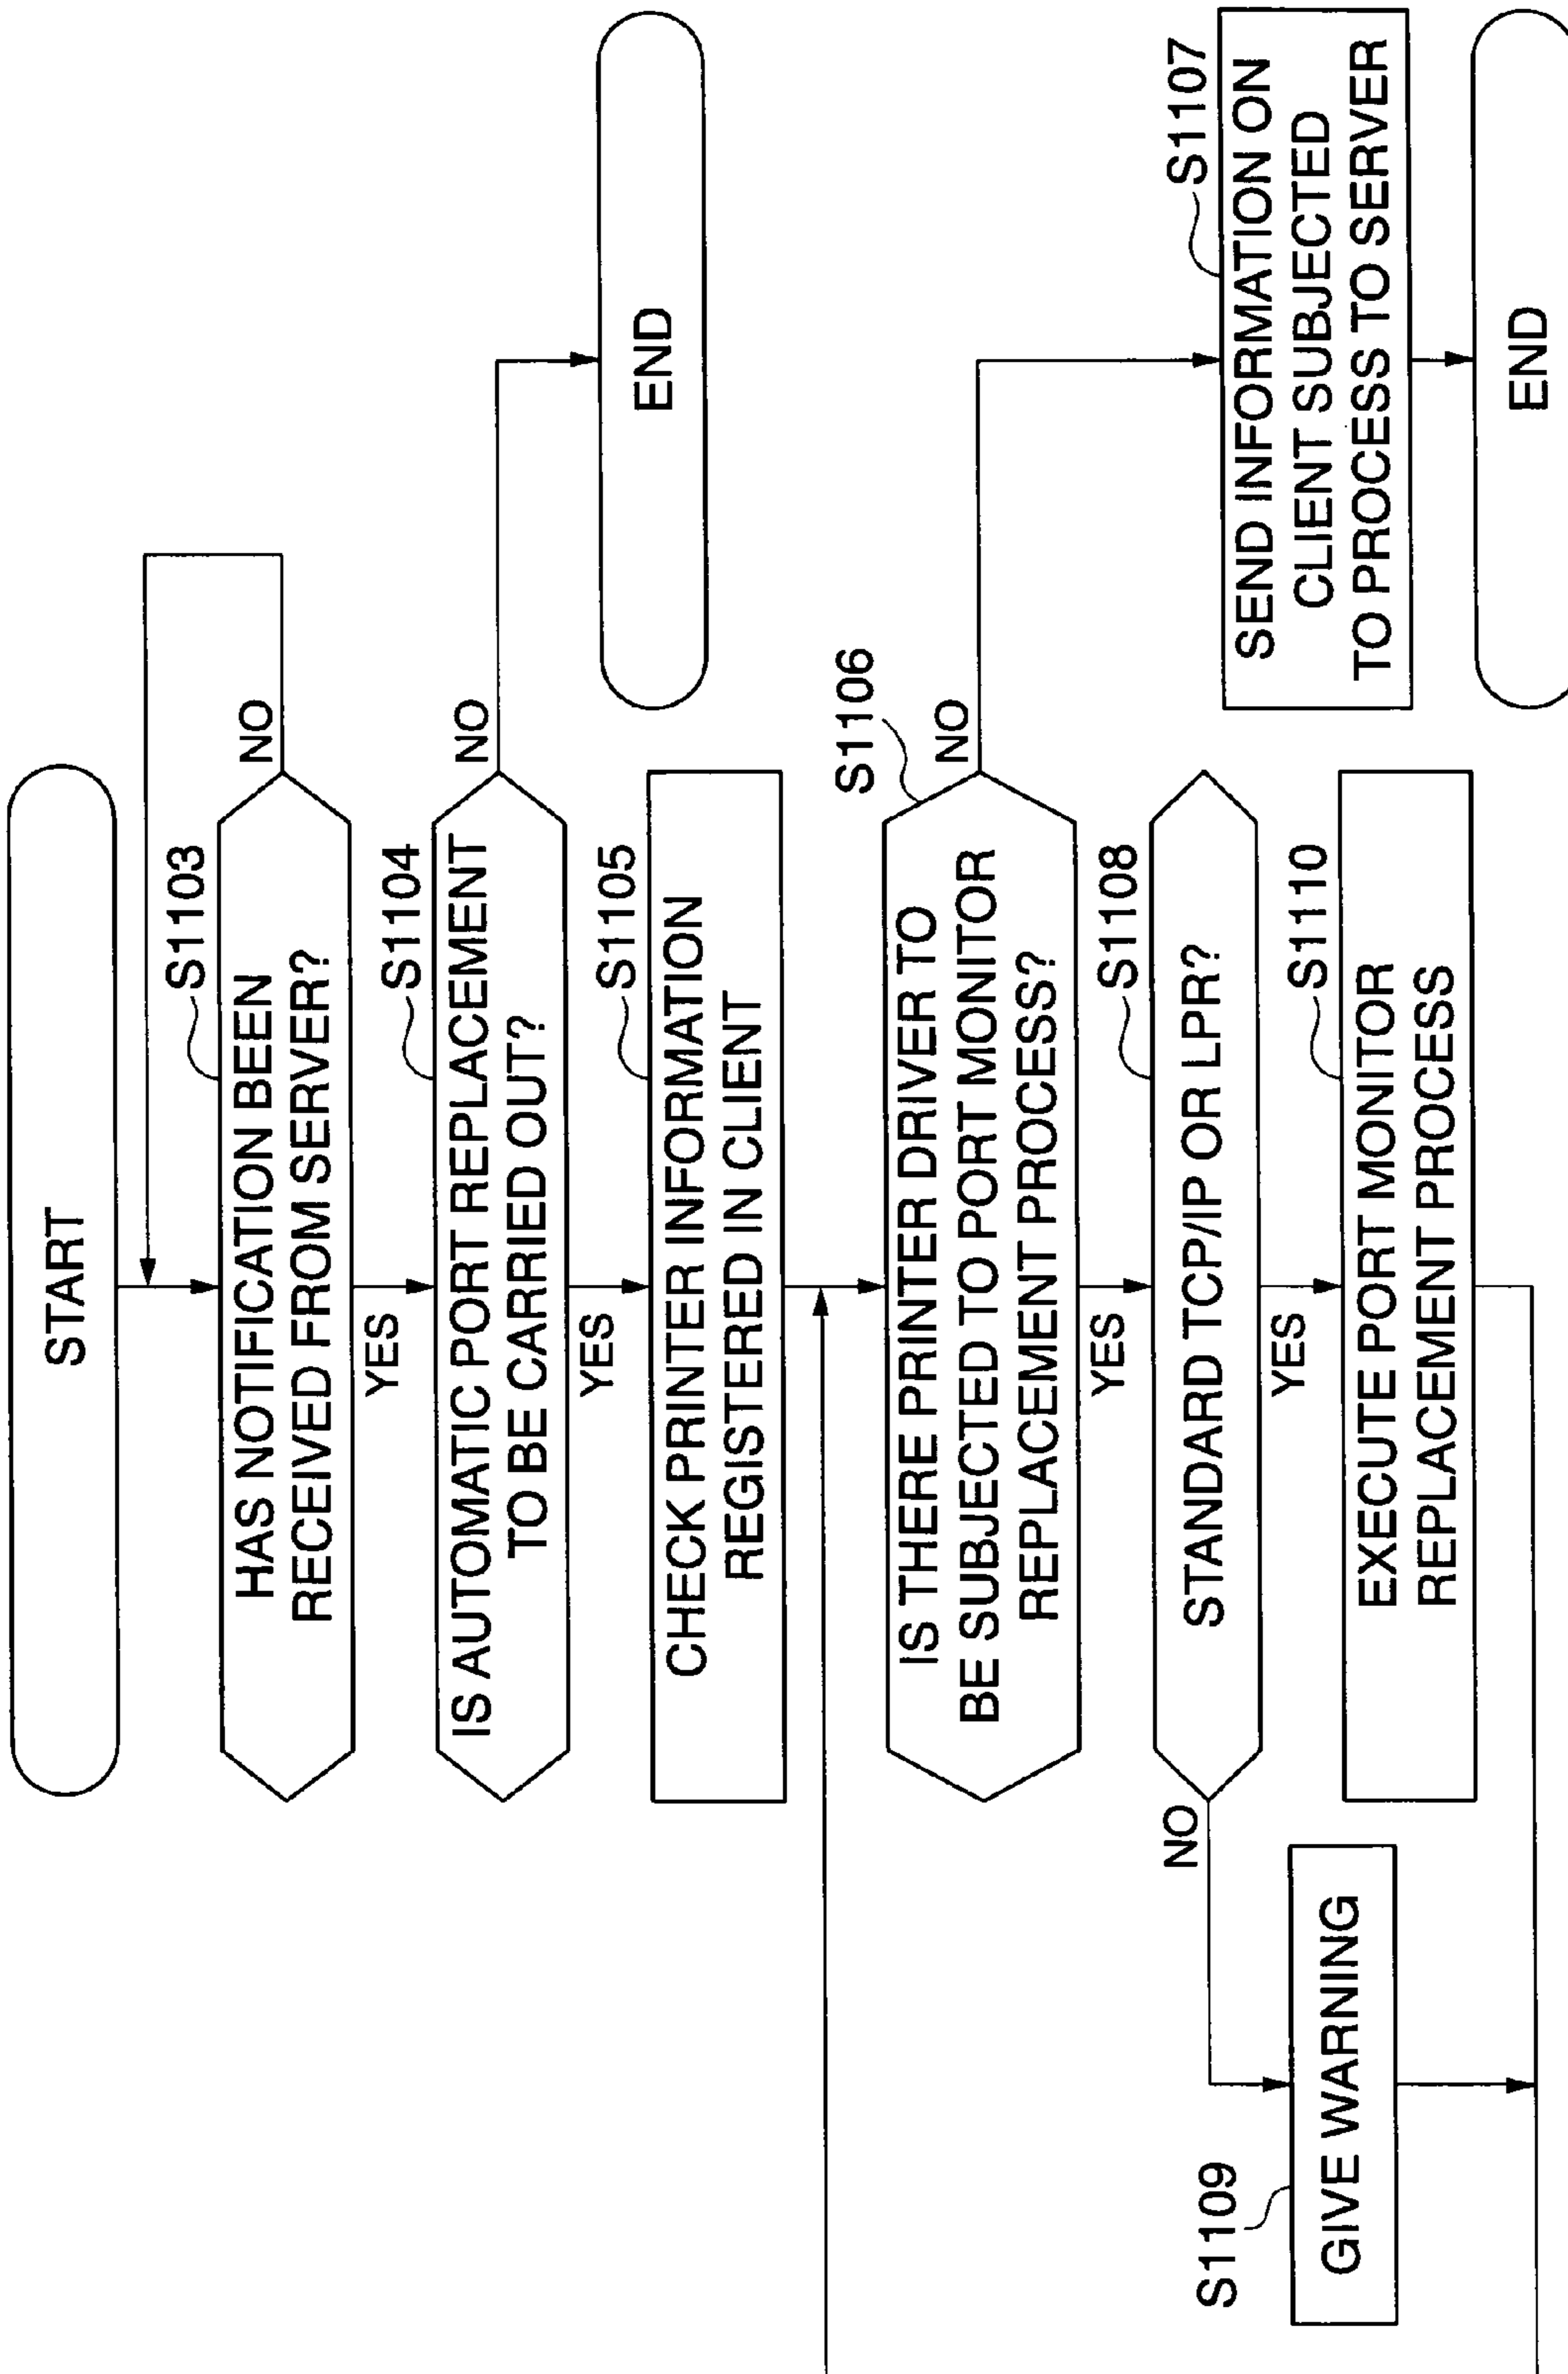 START
S1103
HAS NOTIFICATION BEEN
RECEIVED FROM SERVER?
NO
YES
S1104
IS AUTOMATIC PORT REPLACEMENT
TO BE CARRIED OUT?
NO
END
YES
S1105
CHECK PRINTER INFORMATION
REGISTERED IN CLIENT
S1106
IS THERE PRINTER DRIVER TO
BE SUBJECTED TO PORT MONITOR
REPLACEMENT PROCESS?
NO
S1107
SEND INFORMATION ON
CLIENT SUBJECTED
TO PROCESS TO SERVER
END
YES
S1108
STANDARD TCP/IP OR LPR?
NO
S1109
GIVE WARNING
YES
S1110
EXECUTE PORT MONITOR
REPLACEMENT PROCESS